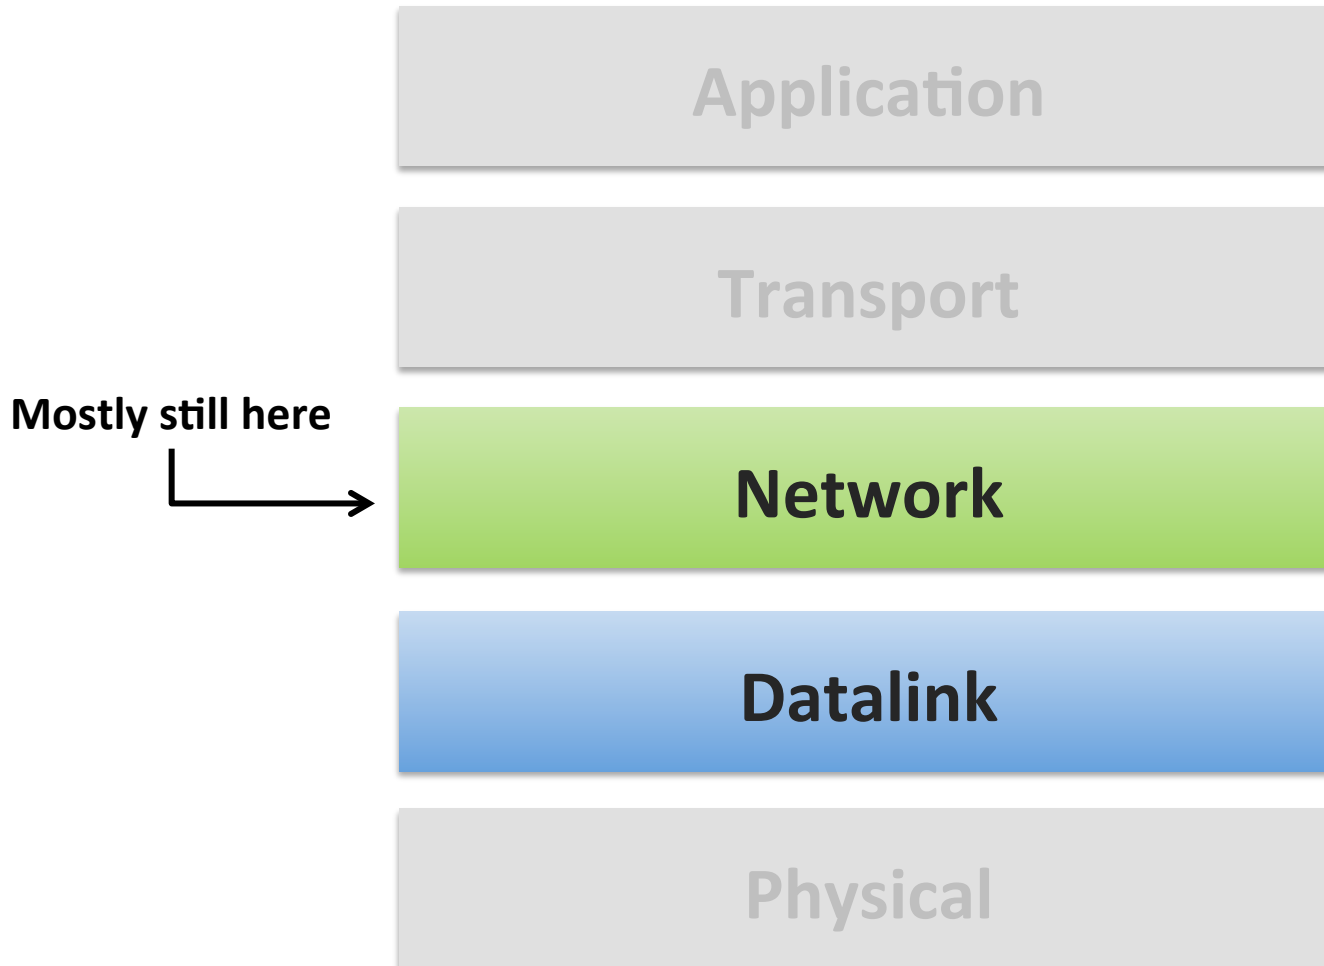 Application
Transport
Mostly still here
Network
Datalink
Physical